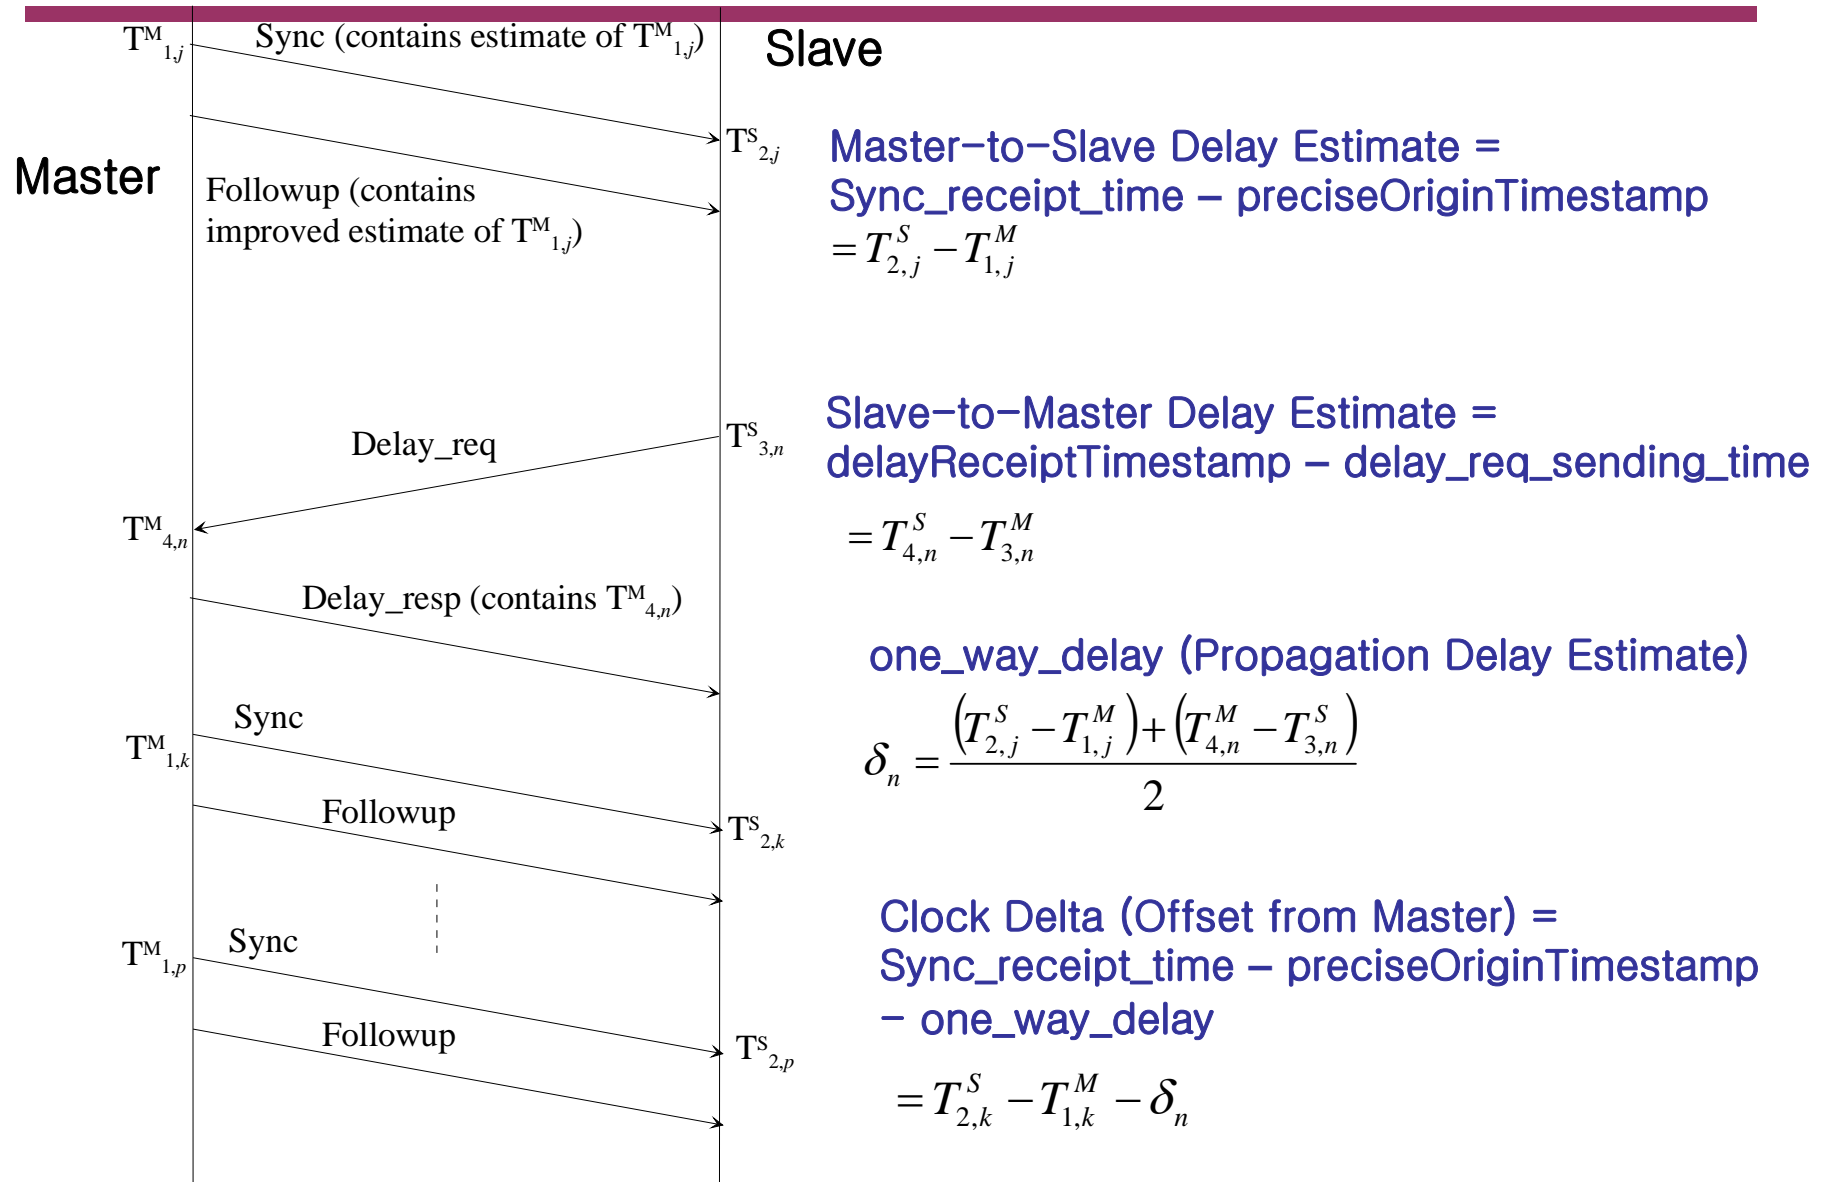 T^M_{1,j}
Sync (contains estimate of T^M_{1,j})
Slave
T^S_{2,j}
Master
Followup (contains
improved estimate of T^M_{1,j})
Master-to-Slave Delay Estimate =
Sync_receipt_time – preciseOriginTimestamp
= T^S_{2,j} − T^M_{1,j}
Delay_req
T^S_{3,n}
T^M_{4,n}
Slave-to-Master Delay Estimate =
delayReceiptTimestamp – delay_req_sending_time
= T^S_{4,n} − T^M_{3,n}
Delay_resp (contains T^M_{4,n})
one_way_delay (Propagation Delay Estimate)
δ_n = ((T^S_{2,j} − T^M_{1,j}) + (T^M_{4,n} − T^S_{3,n})) / 2
Sync
T^M_{1,k}
Followup
T^S_{2,k}
T^M_{1,p}
Sync
Followup
T^S_{2,p}
Clock Delta (Offset from Master) =
Sync_receipt_time – preciseOriginTimestamp
– one_way_delay
= T^S_{2,k} − T^M_{1,k} − δ_n